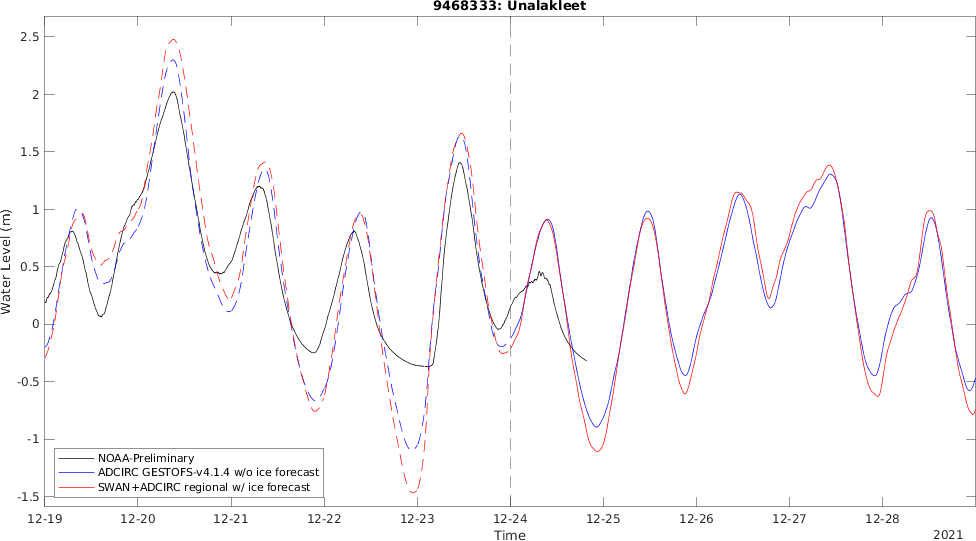 9468333: Unalakleet
2.5
2
1.5
1
0.5
0
-0.5
-1
-1.5
Water Level (m)
NOAA-Preliminary
ADCIRC GESTOFS-v4.1.4 w/o ice forecast
SWAN+ADCIRC regional w/ ice forecast
12-19 12-20 12-21 12-22 12-23 12-24 12-25 12-26 12-27 12-28
Time
2021